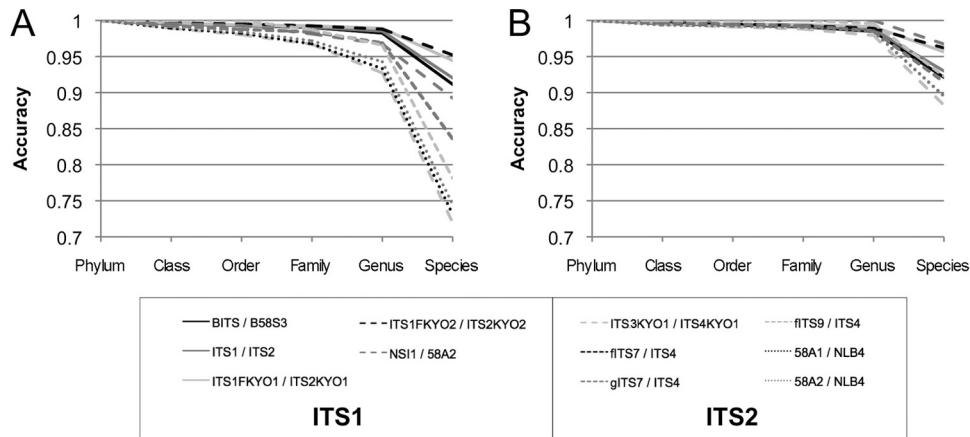 A
B
Accuracy
1
0.95
0.9
0.85
0.8
0.75
0.7
Phylum Class Order Family Genus Species
Accuracy
1
0.95
0.9
0.85
0.8
0.75
0.7
Phylum Class Order Family Genus Species
BITS / B58S3
ITS1FKYO2 / ITS2KYO2
ITS1 / ITS2
NSI1 / 58A2
ITS1FKYO1 / ITS2KYO1
ITS1
ITS3KYO1 / ITS4KYO1
fITS9 / ITS4
fITS7 / ITS4
58A1 / NLB4
gITS7 / ITS4
58A2 / NLB4
ITS2